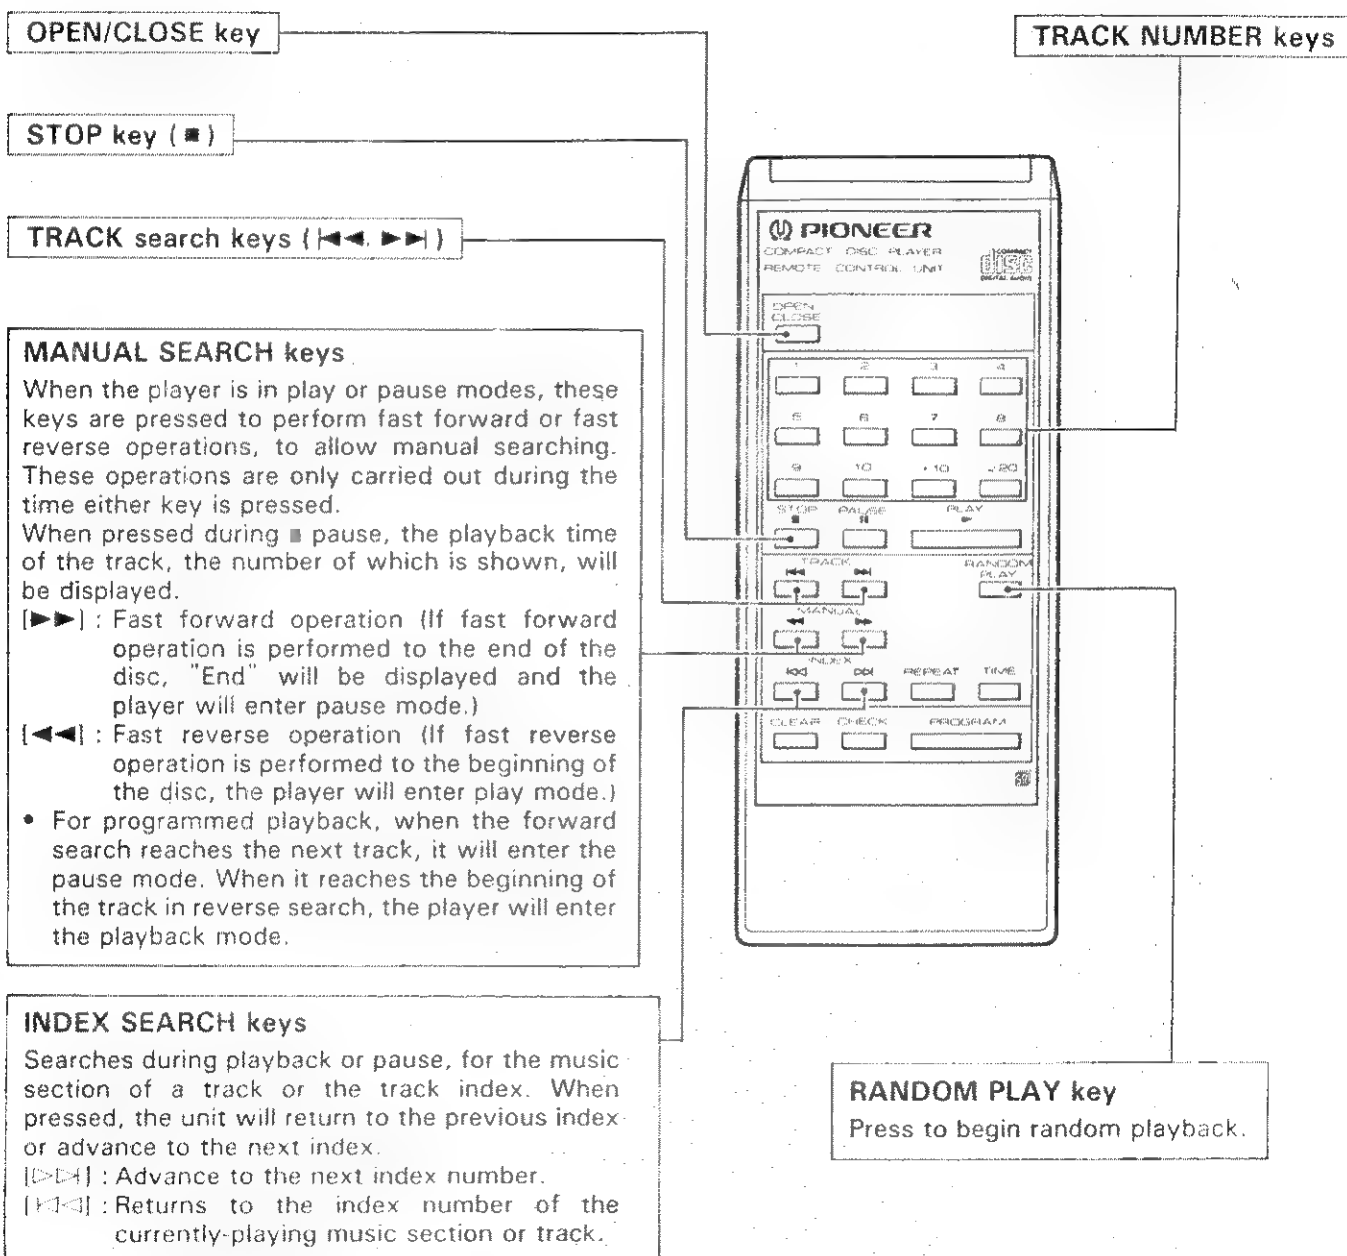 OPEN/CLOSE key
TRACK NUMBER keys
STOP key (■)
TRACK search keys (|◀◀, ▶▶|)
MANUAL SEARCH keys
When the player is in play or pause modes, these
keys are pressed to perform fast forward or fast
reverse operations, to allow manual searching.
These operations are only carried out during the
time either key is pressed.
When pressed during ■ pause, the playback time
of the track, the number of which is shown, will
be displayed.
[▶▶] : Fast forward operation (If fast forward
operation is performed to the end of the
disc, "End" will be displayed and the
player will enter pause mode.)
[◀◀] : Fast reverse operation (If fast reverse
operation is performed to the beginning of
the disc, the player will enter play mode.)
• For programmed playback, when the forward
search reaches the next track, it will enter the
pause mode. When it reaches the beginning of
the track in reverse search, the player will enter
the playback mode.
INDEX SEARCH keys
Searches during playback or pause, for the music
section of a track or the track index. When
pressed, the unit will return to the previous index
or advance to the next index.
[▷▷|] : Advance to the next index number.
[|◁◁] : Returns to the index number of the
currently-playing music section or track.
PIONEER
COMPACT DISC PLAYER
REMOTE CONTROL UNIT
COMPACT
disc
DIGITAL AUDIO
OPEN
CLOSE
1 2 3 4
5 6 7 8
9 10 +10 +20
STOP PAUSE PLAY
■ ▮▮ ▶
TRACK RANDOM
|◀◀ ▶▶| PLAY
MANUAL
◀◀ ▶▶
INDEX
|◁◁ ▷▷| REPEAT TIME
CLEAR CHECK PROGRAM
RANDOM PLAY key
Press to begin random playback.